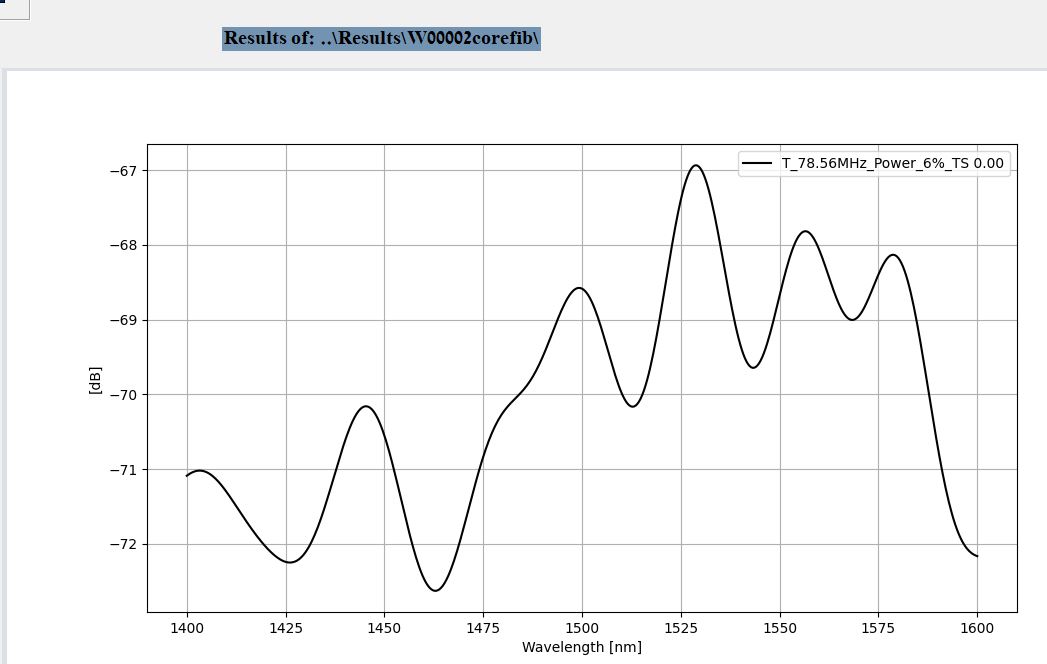 Results of: ..\Results\W00002corefib\
T_78.56MHz_Power_6%_TS 0.00
−67
−68
−69
−70
−71
−72
[dB]
1400 1425 1450 1475 1500 1525 1550 1575 1600
Wavelength [nm]